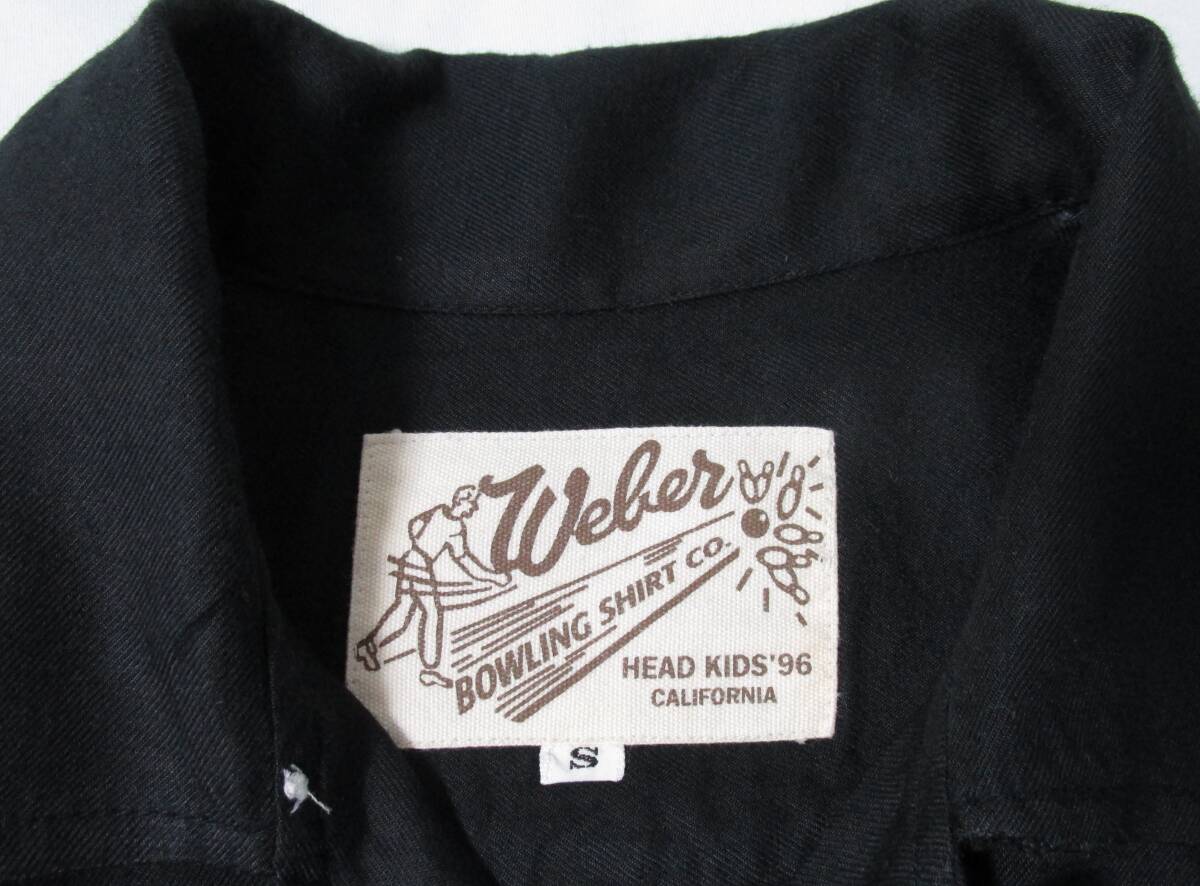 Weber
BOWLING SHIRT CO.
HEAD KIDS '96
CALIFORNIA
S